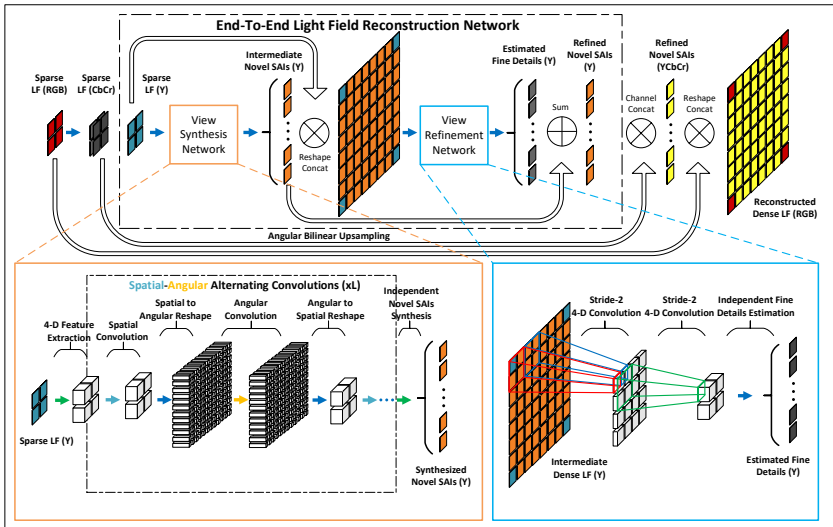 End-To-End Light Field Reconstruction Network
Sparse
LF (RGB)
Sparse
LF (CbCr)
Sparse
LF (Y)
View
Synthesis
Network
Intermediate
Novel SAIs (Y)
Reshape
Concat
View
Refinement
Network
Estimated
Fine Details (Y)
Sum
Refined
Novel SAIs
(Y)
Channel
Concat
Refined
Novel SAIs
(YCbCr)
Reshape
Concat
Reconstructed
Dense LF (RGB)
Angular Bilinear Upsampling
Spatial-Angular Alternating Convolutions (xL)
4-D Feature
Extraction
Spatial
Convolution
Spatial to
Angular Reshape
Angular
Convolution
Angular to
Spatial Reshape
Independent
Novel SAIs
Synthesis
Sparse LF (Y)
Synthesized
Novel SAIs (Y)
Stride-2
4-D Convolution
Stride-2
4-D Convolution
Independent Fine
Details Estimation
Intermediate
Dense LF (Y)
Estimated Fine
Details (Y)